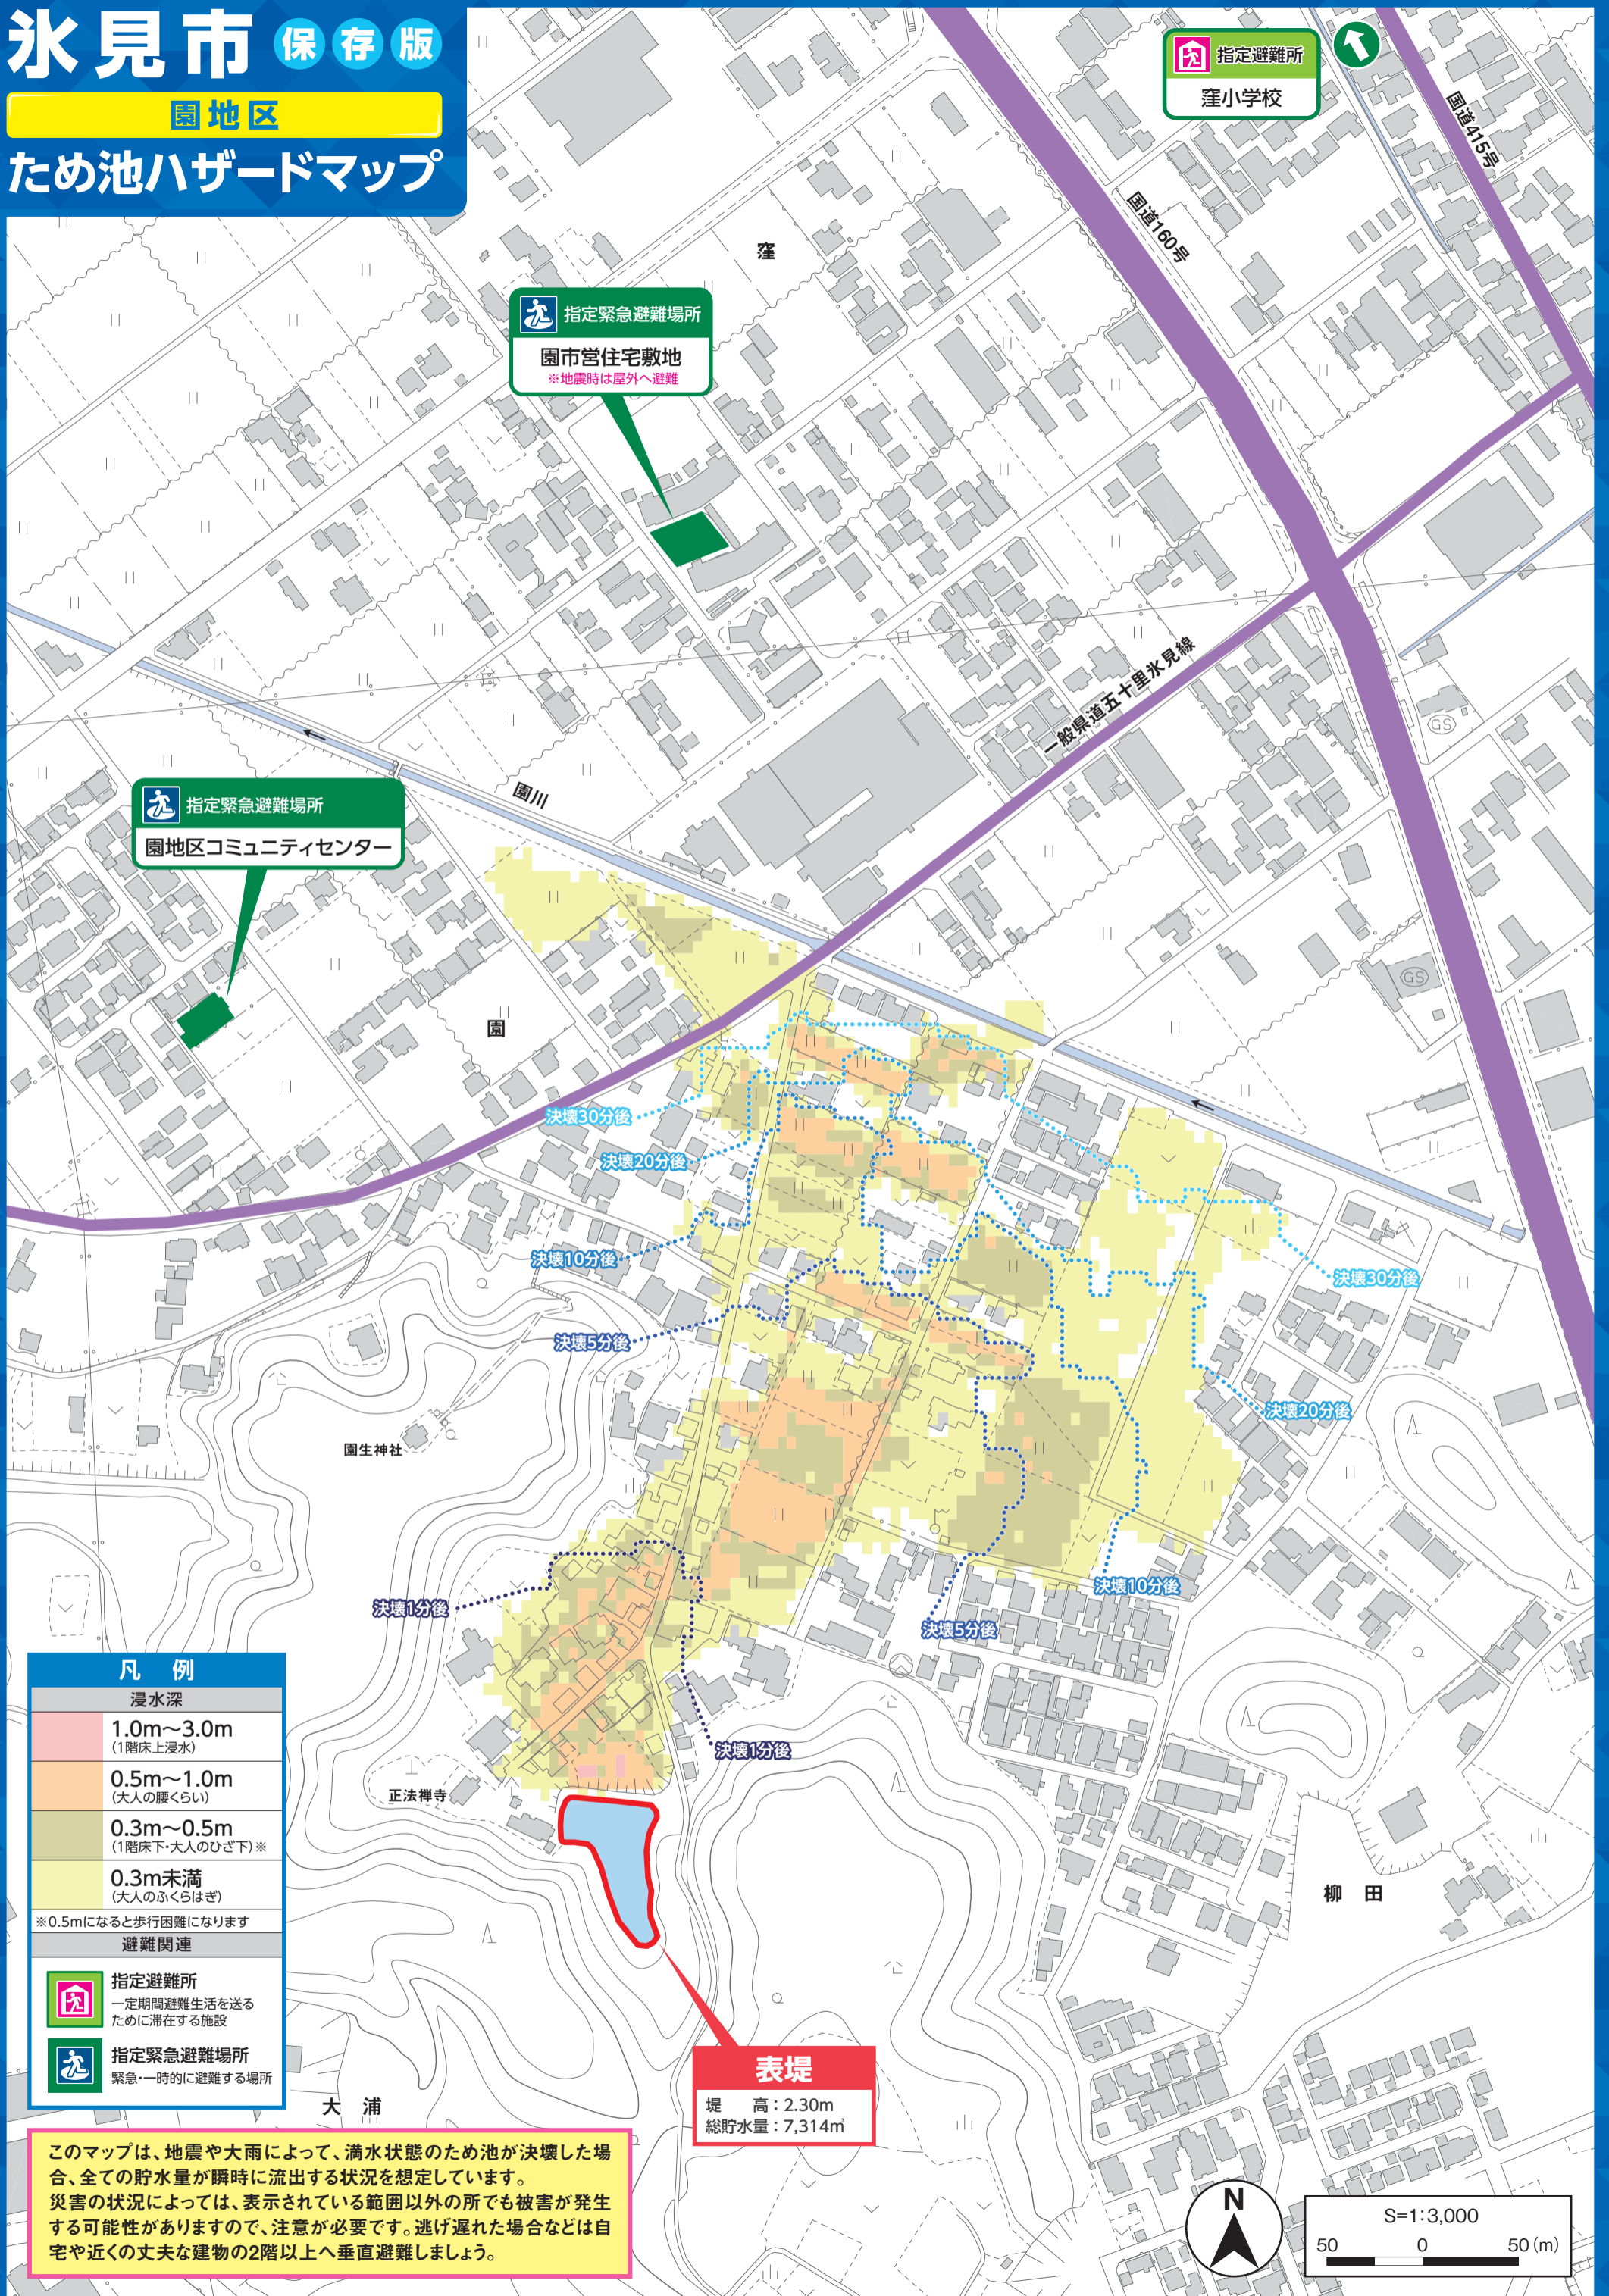 氷見市 保存版
園地区
ため池ハザードマップ
指定避難所
窪小学校
国道415号
国道160号
窪
指定緊急避難場所
園市営住宅敷地
※地震時は屋外へ避難
一般県道五十里氷見線
GS
園川
指定緊急避難場所
園地区コミュニティセンター
GS
園
決壊30分後
決壊20分後
決壊10分後
決壊30分後
決壊5分後
決壊20分後
園生神社
決壊10分後
決壊1分後
決壊5分後
決壊1分後
正法禅寺
柳 田
大 浦
凡 例
浸水深
1.0m〜3.0m
(1階床上浸水)
0.5m〜1.0m
(大人の腰くらい)
0.3m〜0.5m
(1階床下・大人のひざ下)※
0.3m未満
(大人のふくらはぎ)
※0.5mになると歩行困難になります
避難関連
指定避難所
一定期間避難生活を送る
ために滞在する施設
指定緊急避難場所
緊急・一時的に避難する場所
表堤
堤 高：2.30m
総貯水量：7,314㎥
このマップは、地震や大雨によって、満水状態のため池が決壊した場
合、全ての貯水量が瞬時に流出する状況を想定しています。
災害の状況によっては、表示されている範囲以外の所でも被害が発生
する可能性がありますので、注意が必要です。逃げ遅れた場合などは自
宅や近くの丈夫な建物の2階以上へ垂直避難しましょう。
N
S=1:3,000
50 0 50(m)